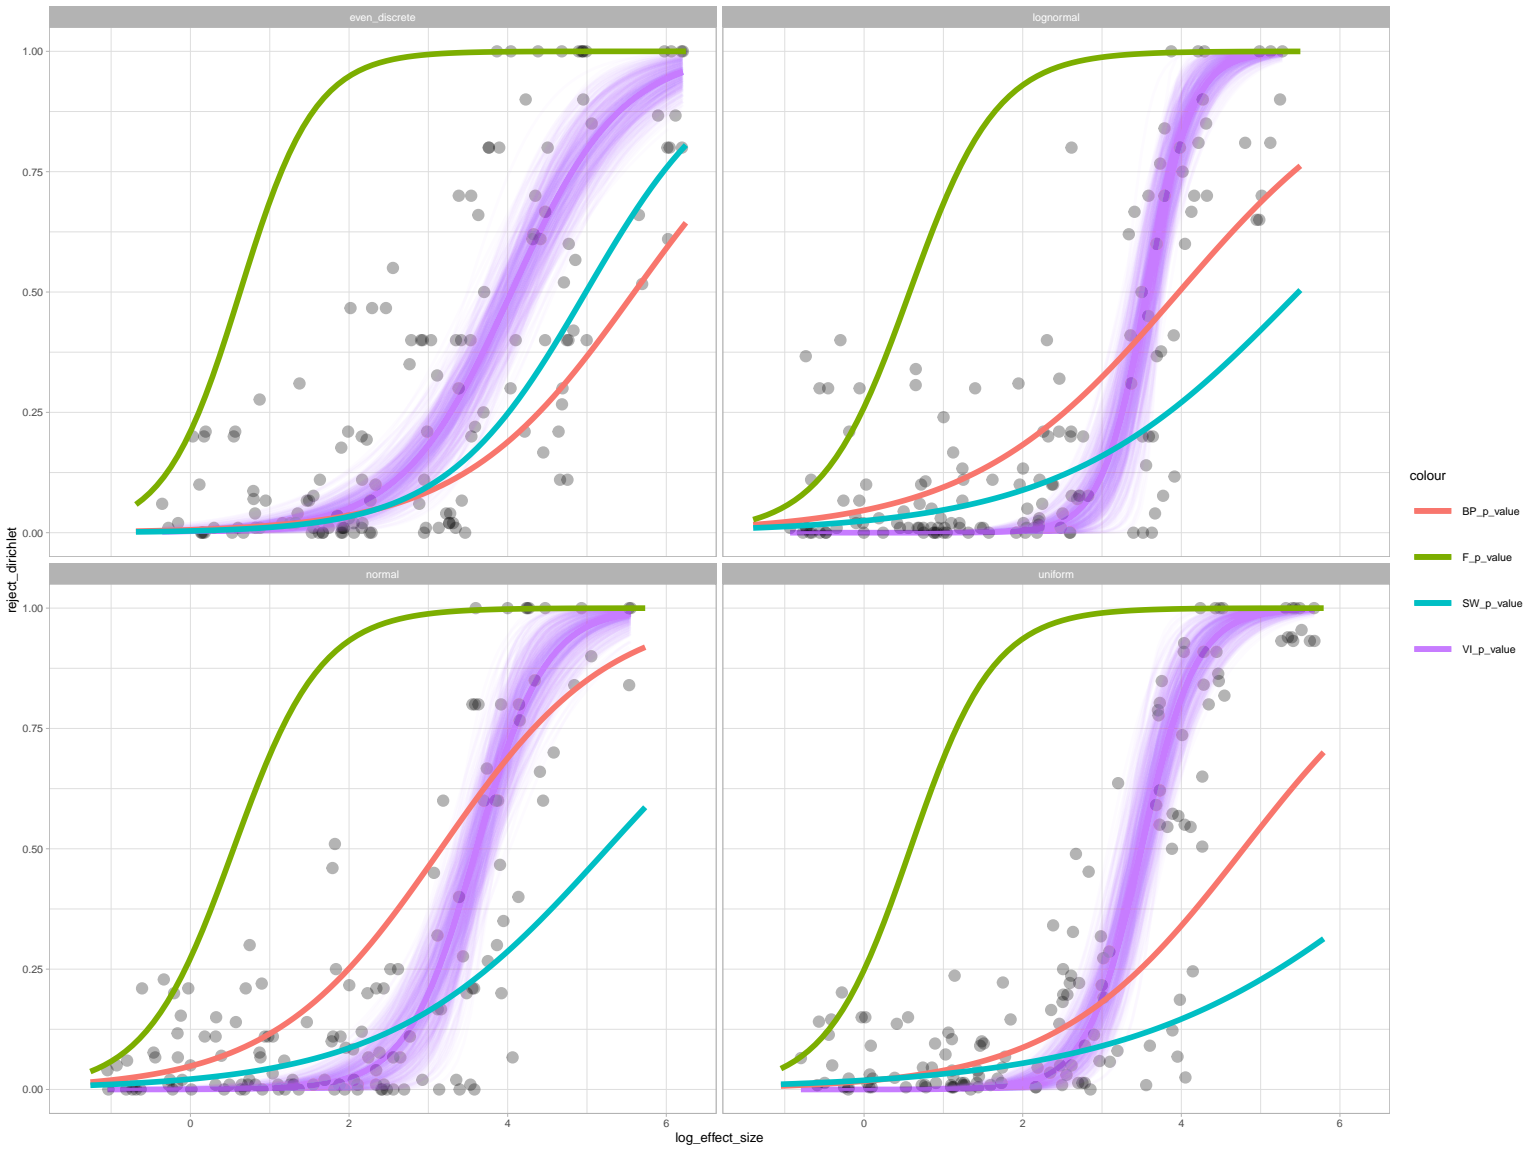 even_discrete
lognormal
1.00
0.75
0.50
0.25
0.00
normal
uniform
1.00
0.75
0.50
0.25
0.00
0
2
4
6
0
2
4
6
log_effect_size
reject_dirichlet
colour
BP_p_value
F_p_value
SW_p_value
VI_p_value